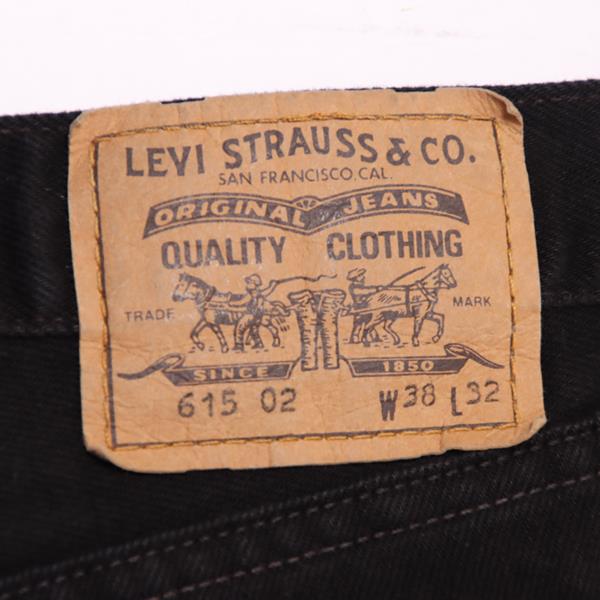 LEVI STRAUSS & CO.
SAN FRANCISCO, CAL.
ORIGINAL JEANS
QUALITY CLOTHING
TRADE MARK
SINCE 1850
615 02 W38 L32